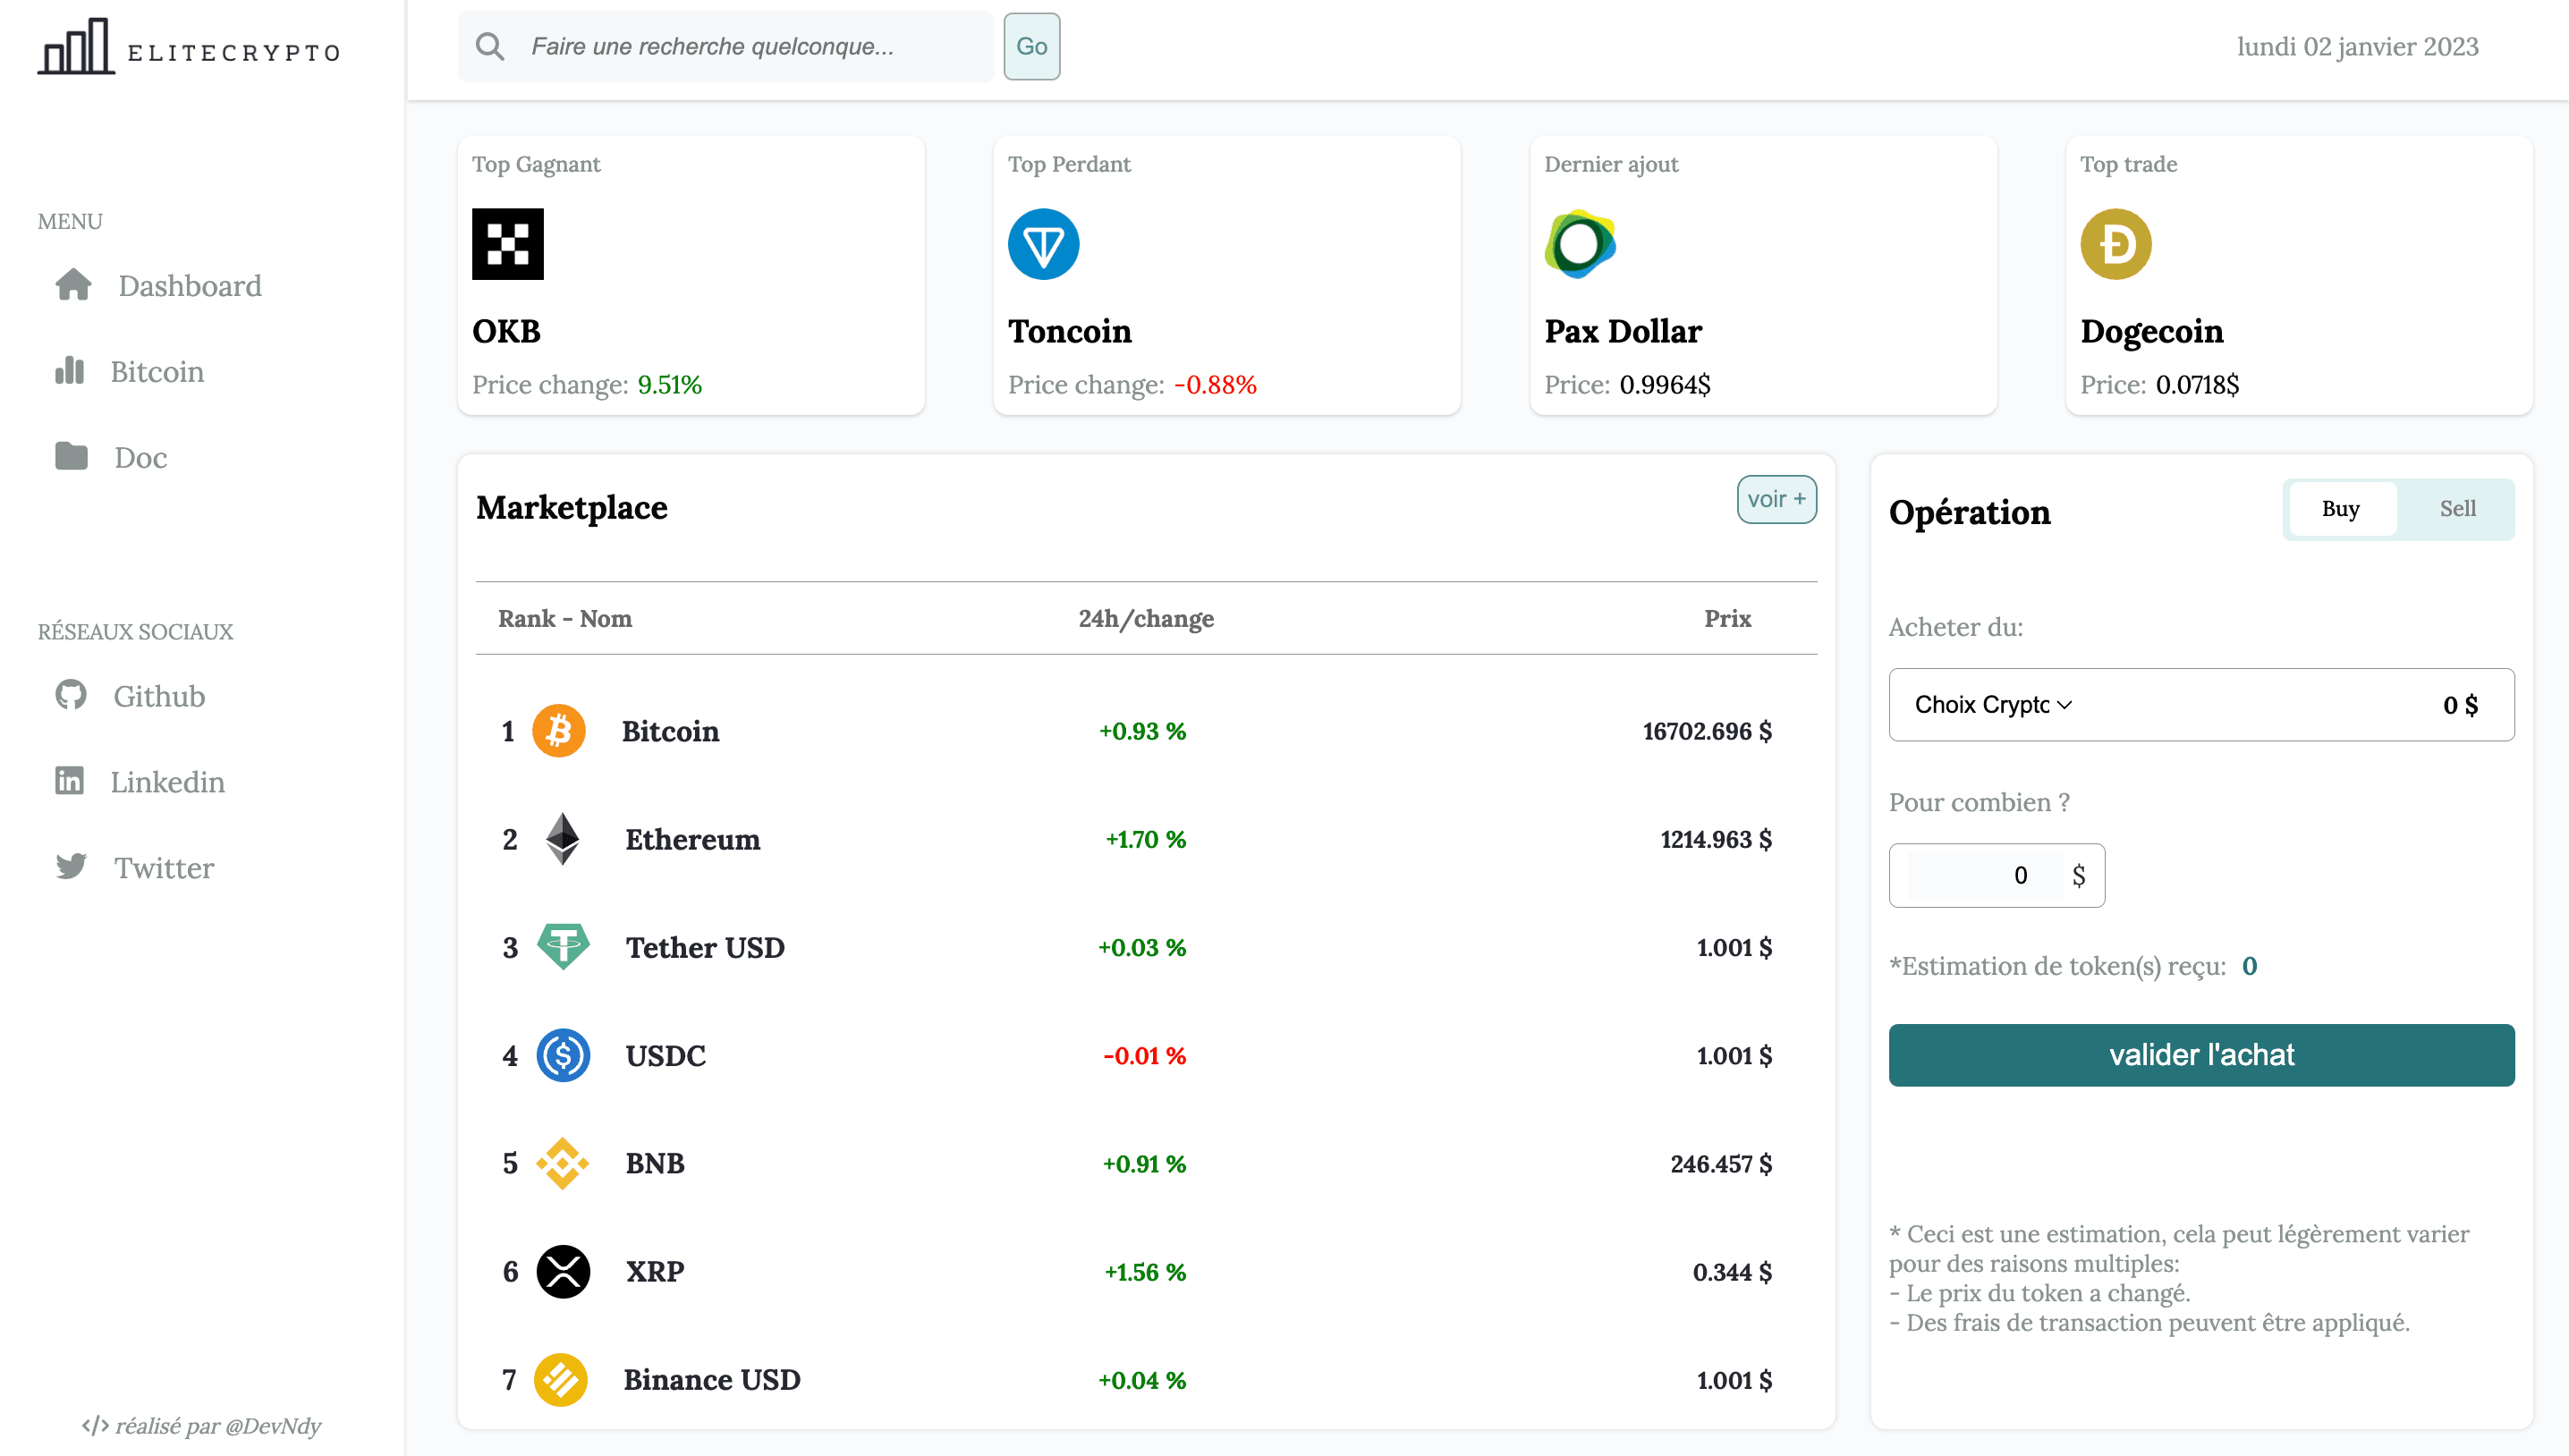 ELITECRYPTO
Faire une recherche quelconque...
Go
lundi 02 janvier 2023
MENU
Dashboard
Bitcoin
Doc
RÉSEAUX SOCIAUX
Github
Linkedin
Twitter
</> réalisé par @DevNdy
Top Gagnant
OKB
Price change: 9.51%
Top Perdant
Toncoin
Price change: -0.88%
Dernier ajout
Pax Dollar
Price: 0.9964$
Top trade
Dogecoin
Price: 0.0718$
Marketplace
voir +
Rank - Nom 24h/change Prix
1 Bitcoin +0.93 % 16702.696 $
2 Ethereum +1.70 % 1214.963 $
3 Tether USD +0.03 % 1.001 $
4 USDC -0.01 % 1.001 $
5 BNB +0.91 % 246.457 $
6 XRP +1.56 % 0.344 $
7 Binance USD +0.04 % 1.001 $
Opération
Buy Sell
Acheter du:
Choix Crypto 0 $
Pour combien ?
0 $
*Estimation de token(s) reçu: 0
valider l'achat
* Ceci est une estimation, cela peut légèrement varier
pour des raisons multiples:
- Le prix du token a changé.
- Des frais de transaction peuvent être appliqué.